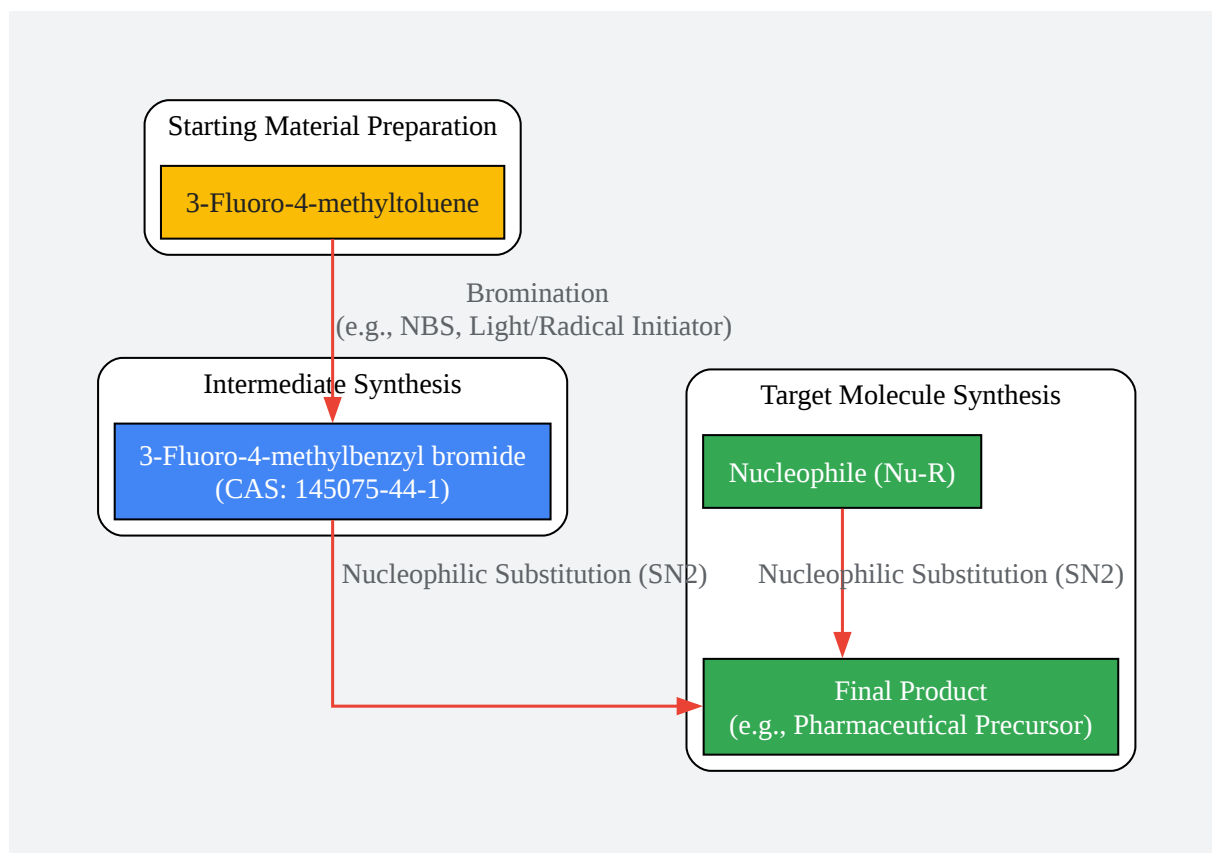 Starting Material Preparation
3-Fluoro-4-methyltoluene
Bromination
(e.g., NBS, Light/Radical Initiator)
Intermediate Synthesis
3-Fluoro-4-methylbenzyl bromide
(CAS: 145075-44-1)
Nucleophilic Substitution (SN2)
Target Molecule Synthesis
Nucleophile (Nu-R)
Nucleophilic Substitution (SN2)
Final Product
(e.g., Pharmaceutical Precursor)